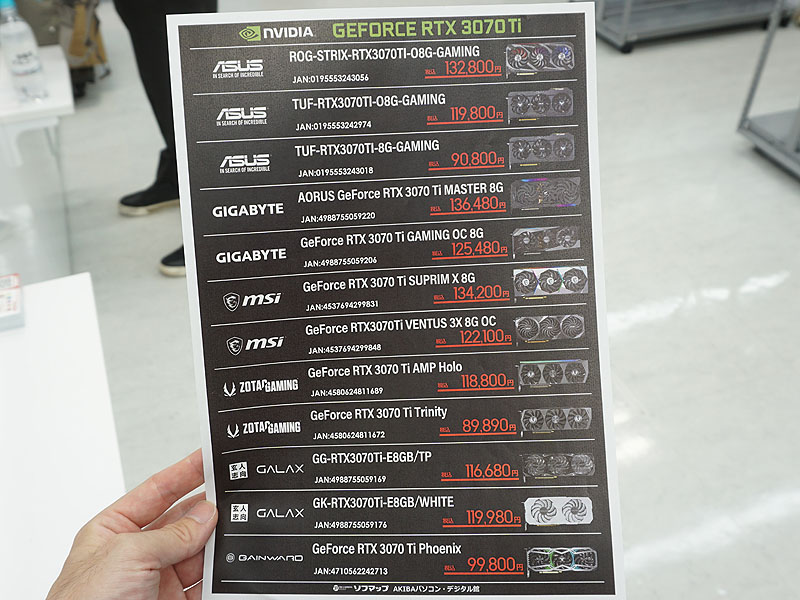 NVIDIA GEFORCE RTX 3070 Ti
ASUS IN SEARCH OF INCREDIBLE
ROG-STRIX-RTX3070TI-O8G-GAMING
税込 132,800円
JAN:0195553243056
ASUS IN SEARCH OF INCREDIBLE
TUF-RTX3070TI-O8G-GAMING
税込 119,800円
JAN:0195553242974
ASUS IN SEARCH OF INCREDIBLE
TUF-RTX3070TI-8G-GAMING
税込 90,800円
JAN:0195553243018
GIGABYTE
AORUS GeForce RTX 3070 Ti MASTER 8G
税込 136,480円
JAN:4988755059220
GIGABYTE
GeForce RTX 3070 Ti GAMING OC 8G
税込 125,480円
JAN:4988755059206
msi
GeForce RTX 3070 Ti SUPRIM X 8G
税込 134,200円
JAN:4537694299831
msi
GeForce RTX3070Ti VENTUS 3X 8G OC
税込 122,100円
JAN:4537694299848
ZOTAC GAMING
GeForce RTX 3070 Ti AMP Holo
税込 118,800円
JAN:4580624811689
ZOTAC GAMING
GeForce RTX 3070 Ti Trinity
税込 89,890円
JAN:4580624811672
玄人志向 GALAX
GG-RTX3070Ti-E8GB/TP
税込 116,680円
JAN:4988755059169
玄人志向 GALAX
GK-RTX3070Ti-E8GB/WHITE
税込 119,980円
JAN:4988755059176
GAINWARD
GeForce RTX 3070 Ti Phoenix
税込 99,800円
JAN:4710562242713
ソフマップ AKIBAパソコン・デジタル館